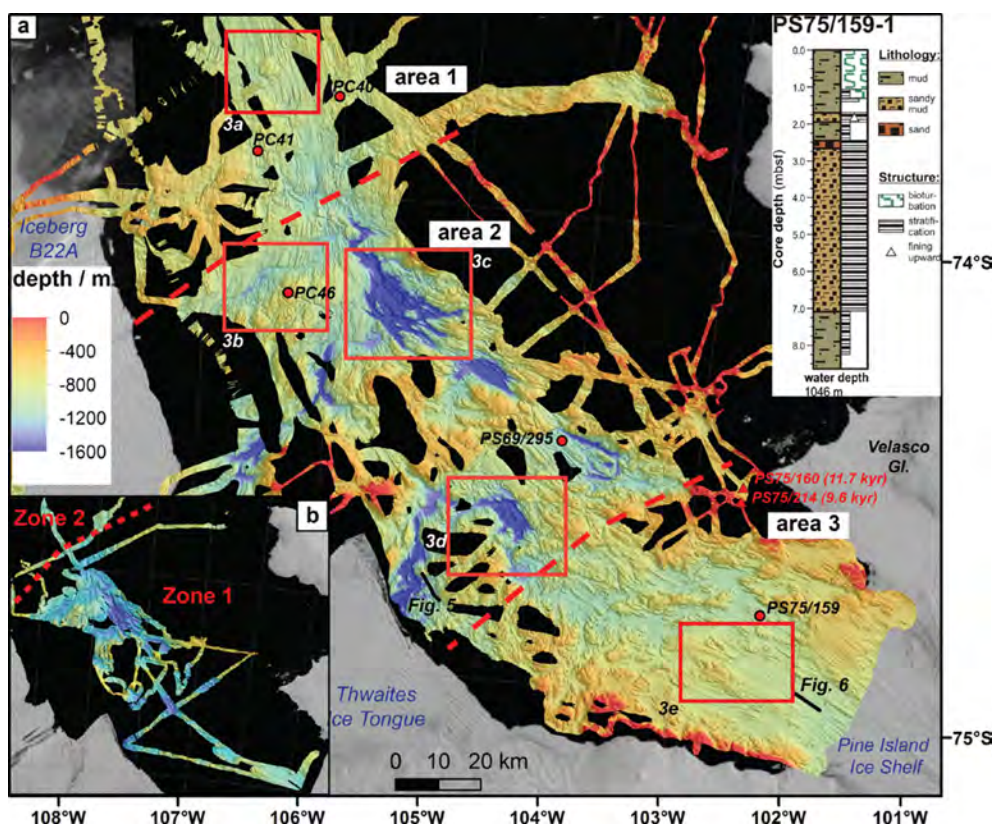 a
PS75/159-1
Lithology:
mud
sandy
mud
sand
Structure:
biotur-
bation
stratifi-
cation
fining
upward
Core depth (mbsf)
0.0
1.0
2.0
3.0
4.0
5.0
6.0
7.0
8.0
water depth
1046 m
area 1
PC40
3a
PC41
Iceberg
B22A
area 2
3c
74°S
depth / m
0
-400
-800
-1200
-1600
PC46
3b
PS69/295
Velasco
Gl.
PS75/160 (11.7 kyr)
PS75/214 (9.6 kyr)
area 3
b
Zone 2
Zone 1
3d
Fig. 5
PS75/159
Fig. 6
3e
Thwaites
ce Tongue
Pine Island
Ice Shelf
75°S
0 10 20 km
108°W 107°W 106°W 105°W 104°W 103°W 102°W 101°W